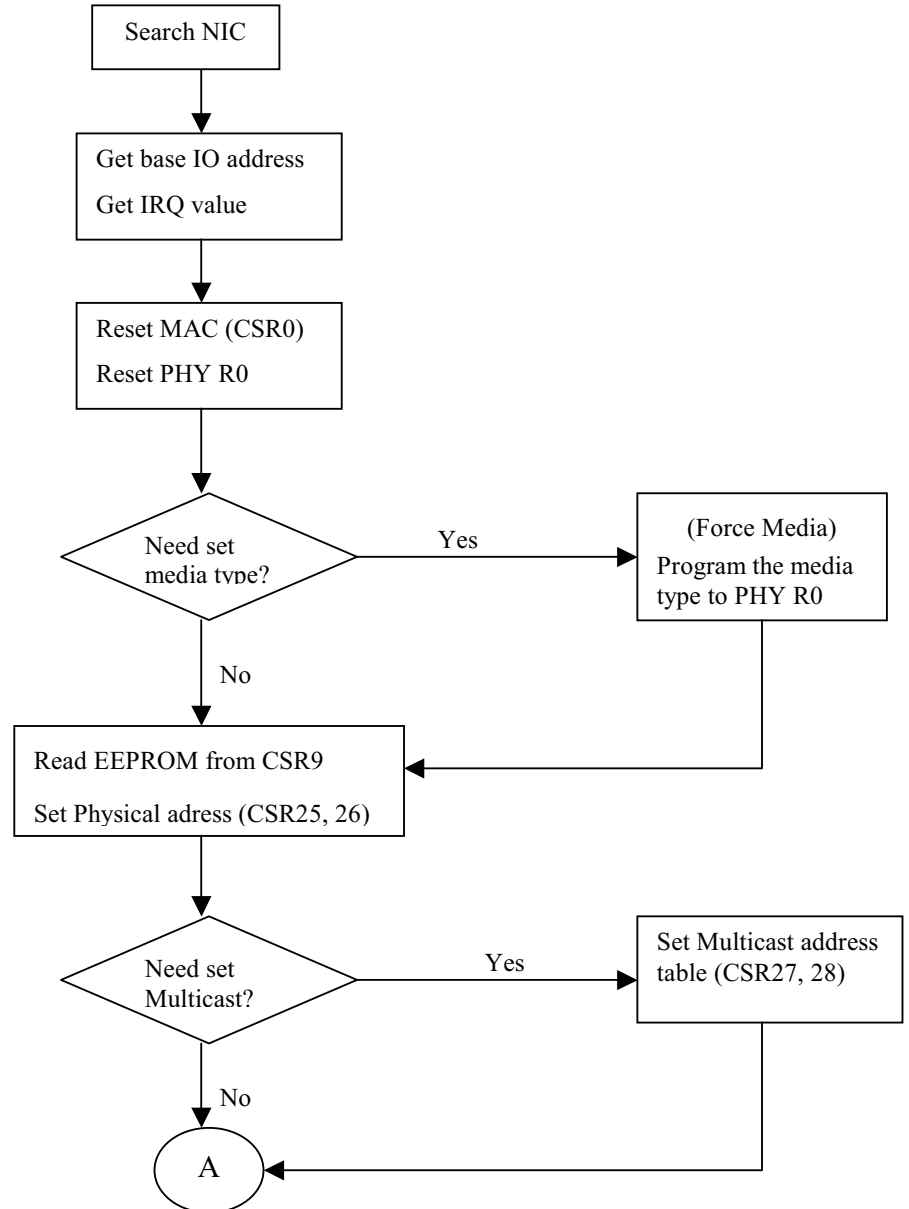 Search NIC
Get base IO address
Get IRQ value
Reset MAC (CSR0)
Reset PHY R0
Need set
media type?
Yes
(Force Media)
Program the media
type to PHY R0
No
Read EEPROM from CSR9
Set Physical adress (CSR25, 26)
Need set
Multicast?
Yes
Set Multicast address
table (CSR27, 28)
No
A